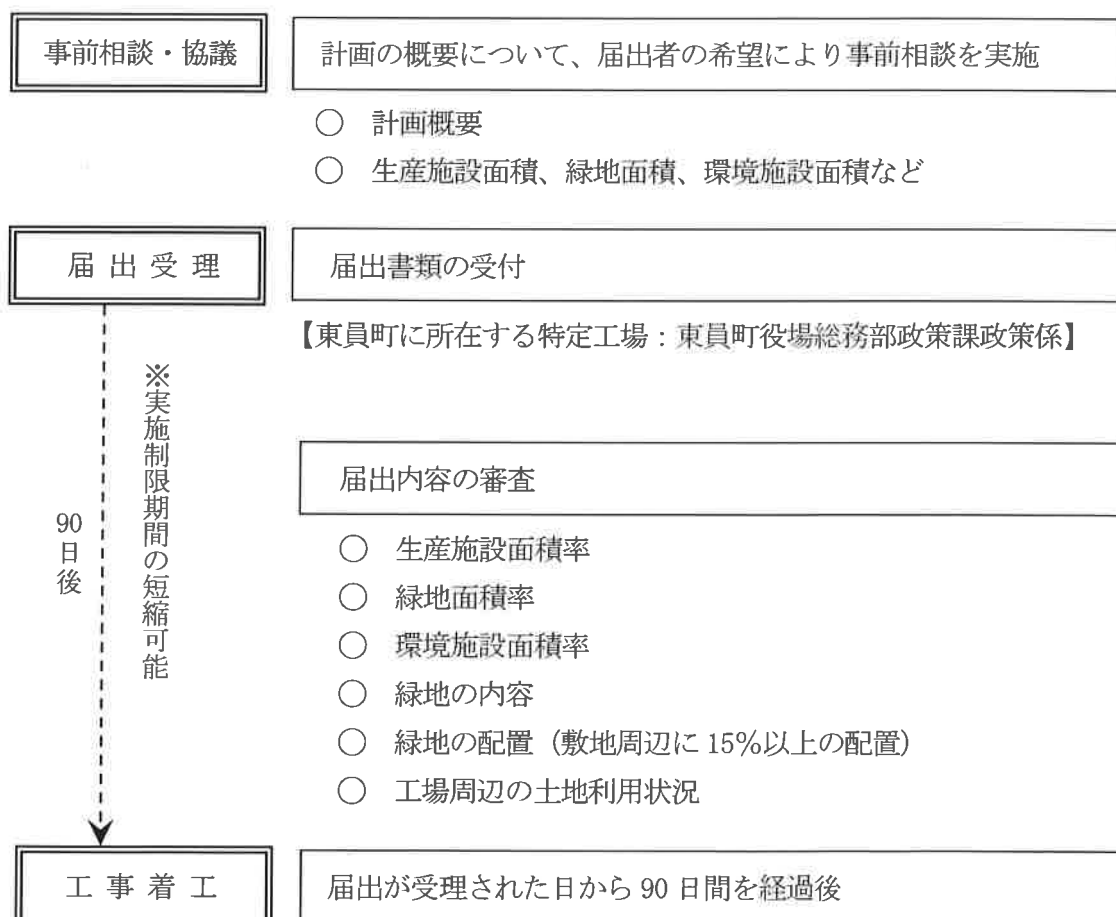 事前相談・協議
計画の概要について、届出者の希望により事前相談を実施
○ 計画概要
○ 生産施設面積、緑地面積、環境施設面積など
届出受理
届出書類の受付
【東員町に所在する特定工場:東員町役場総務部政策課政策係】
※実施制限期間の短縮可能
90日後
届出内容の審査
○ 生産施設面積率
○ 緑地面積率
○ 環境施設面積率
○ 緑地の内容
○ 緑地の配置(敷地周辺に15%以上の配置)
○ 工場周辺の土地利用状況
工事着工
届出が受理された日から90日間を経過後